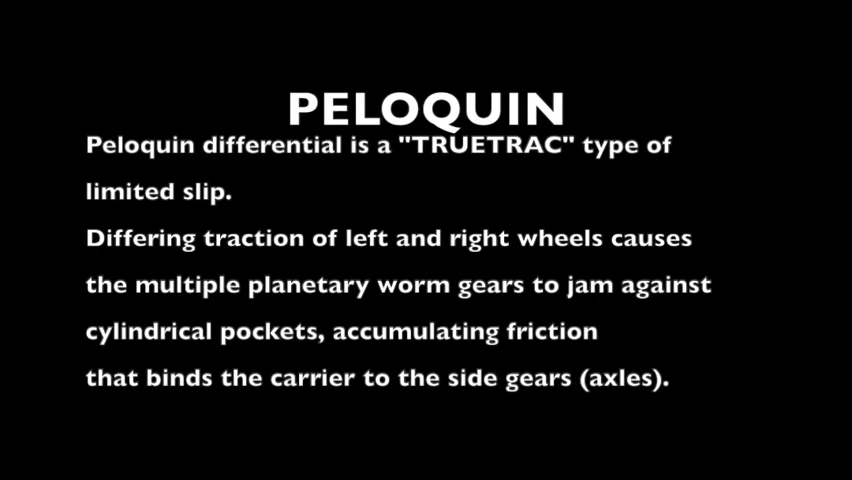 PELOQUIN
Peloquin differential is a "TRUETRAC" type of
limited slip.
Differing traction of left and right wheels causes
the multiple planetary worm gears to jam against
cylindrical pockets, accumulating friction
that binds the carrier to the side gears (axles).